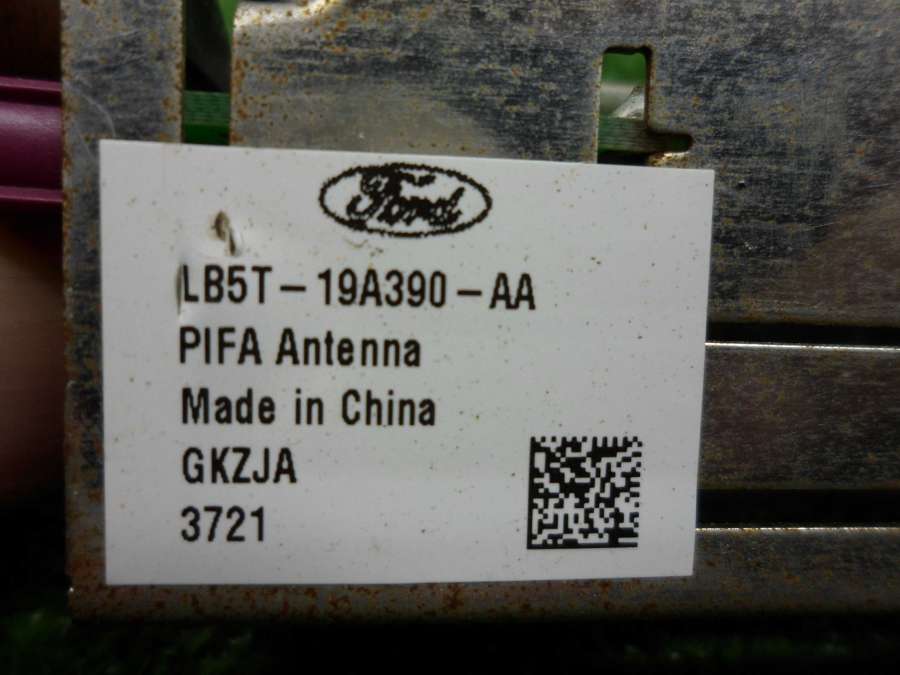 Ford
LB5T-19A390-AA
PIFA Antenna
Made in China
GKZJA
3721